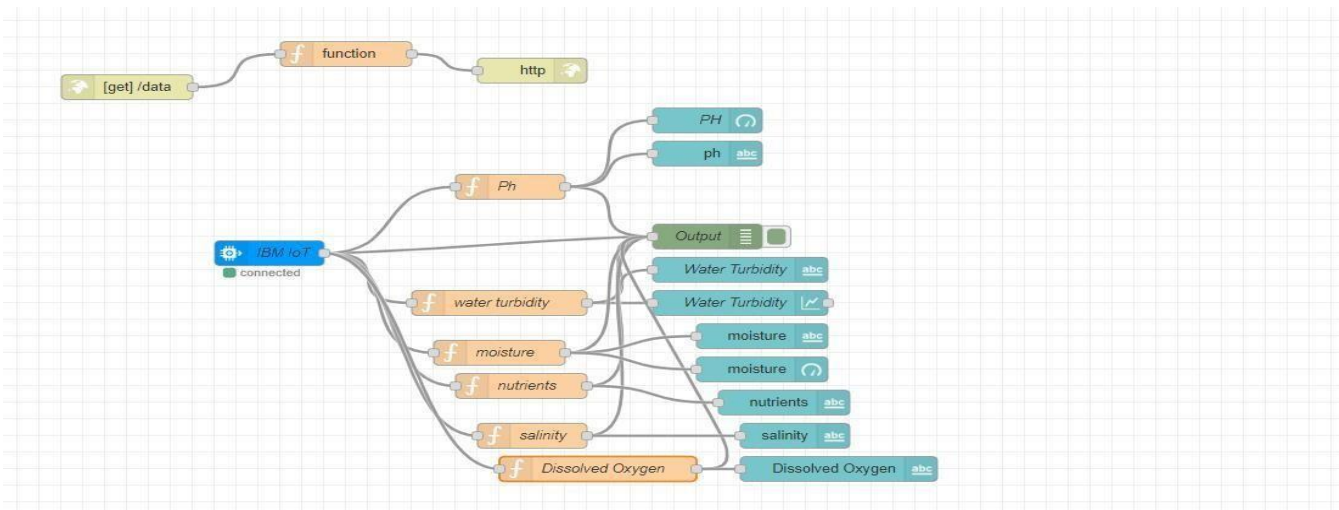 function
http
[get] /data
PH
ph abc
Ph
Output
IBM IoT
connected
Water Turbidity abc
water turbidity
Water Turbidity
moisture abc
moisture
moisture
nutrients
nutrients abc
salinity
salinity abc
Dissolved Oxygen
Dissolved Oxygen abc